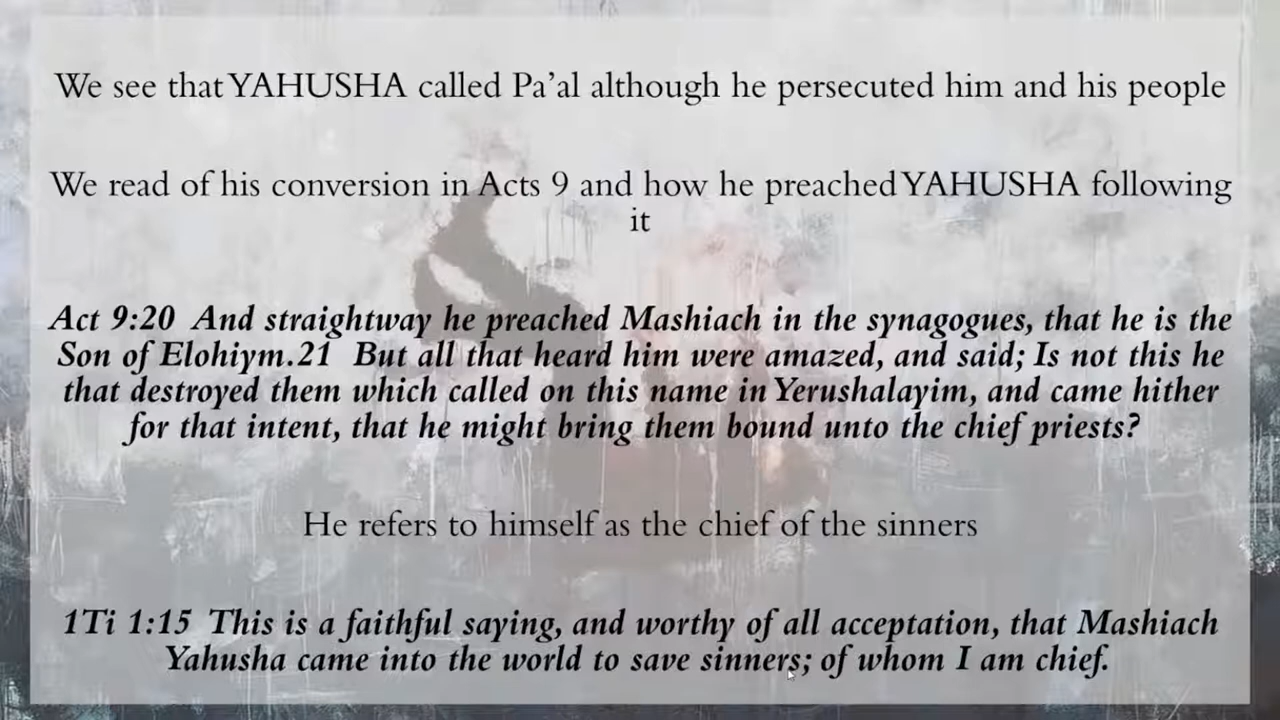 We see that YAHUSHA called Pa'al although he persecuted him and his people
We read of his conversion in Acts 9 and how he preached YAHUSHA following
it
Act 9:20 And straightway he preached Mashiach in the synagogues, that he is the
Son of Elohiym.21 But all that heard him were amazed, and said; Is not this he
that destroyed them which called on this name in Yerushalayim, and came hither
for that intent, that he might bring them bound unto the chief priests?
He refers to himself as the chief of the sinners
1Ti 1:15 This is a faithful saying, and worthy of all acceptation, that Mashiach
Yahusha came into the world to save sinners; of whom I am chief.